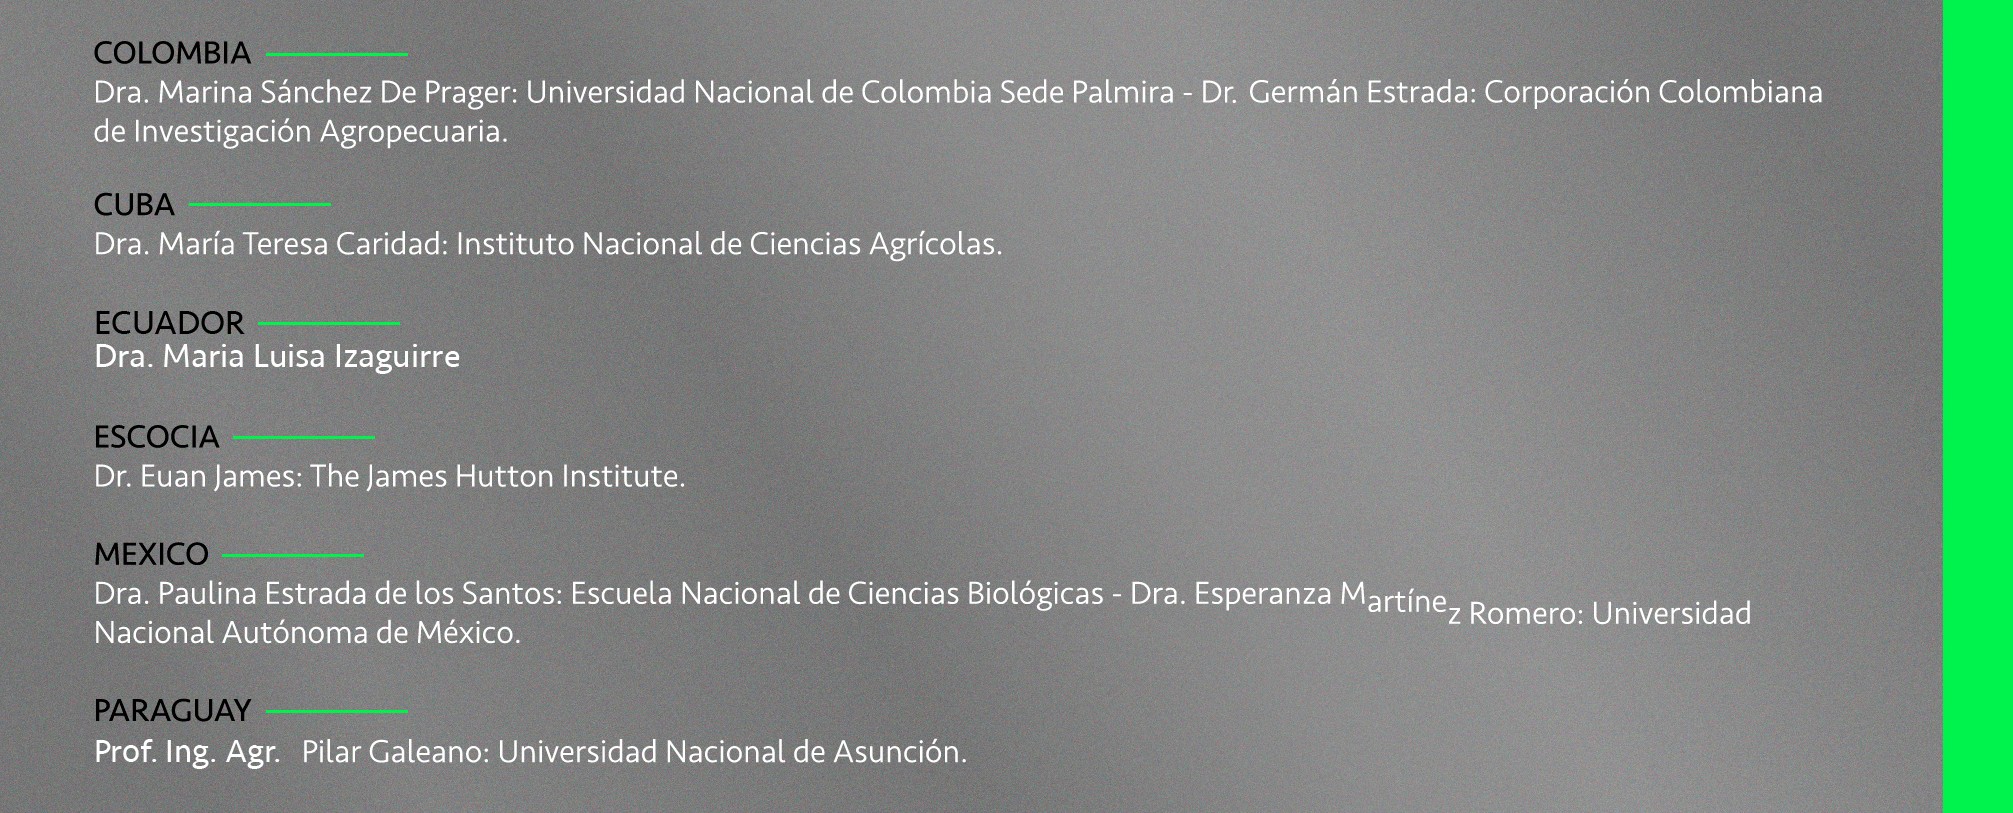 COLOMBIA
Dra. Marina Sánchez De Prager: Universidad Nacional de Colombia Sede Palmira - Dr. Germán Estrada: Corporación Colombiana
de Investigación Agropecuaria.
CUBA
Dra. María Teresa Caridad: Instituto Nacional de Ciencias Agrícolas.
ECUADOR
Dra. Maria Luisa Izaguirre
ESCOCIA
Dr. Euan James: The James Hutton Institute.
MEXICO
Dra. Paulina Estrada de los Santos: Escuela Nacional de Ciencias Biológicas - Dra. Esperanza Martínez Romero: Universidad
Nacional Autónoma de México.
PARAGUAY
Prof. Ing. Agr. Pilar Galeano: Universidad Nacional de Asunción.